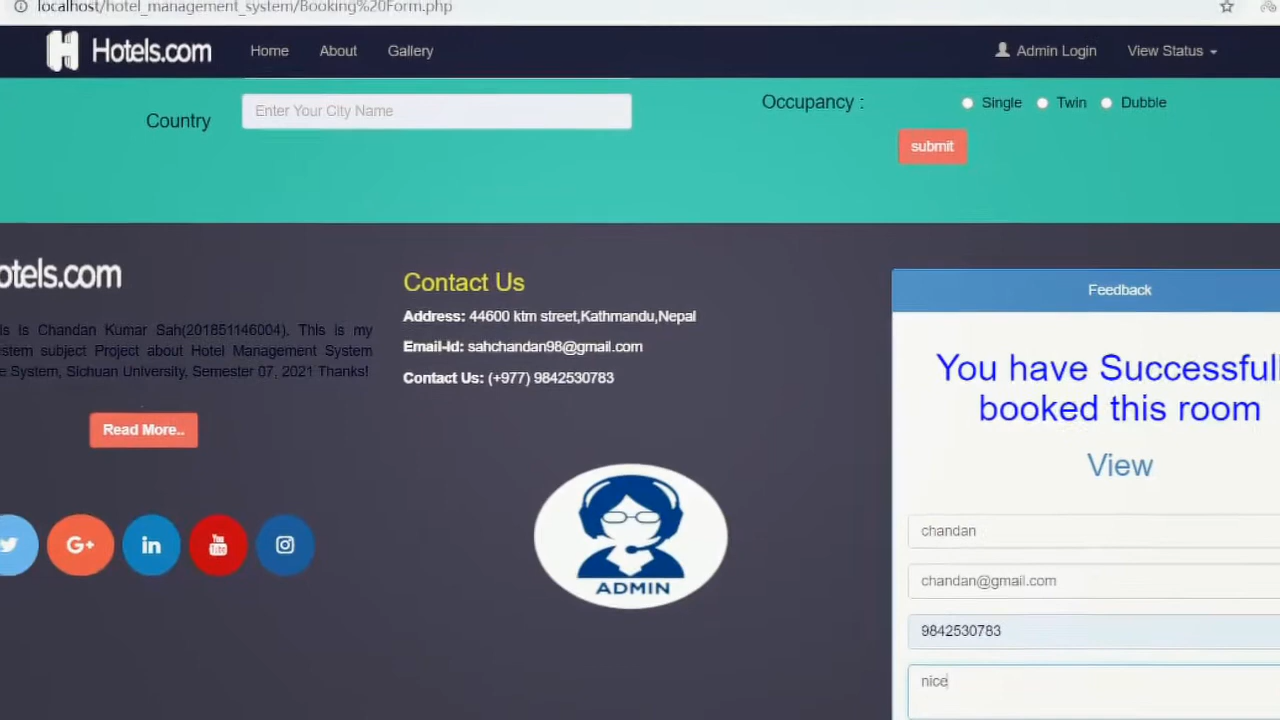 localhost/hotel_management_system/Booking%20Form.php
Hotels.com
Home
About
Gallery
Admin Login
View Status
Country
Enter Your City Name
Occupancy :
Single
Twin
Dubble
submit
otels.com
is Is Chandan Kumar Sah(201851146004). This is my
stem subject Project about Hotel Management System
e System, Sichuan University, Semester 07, 2021 Thanks!
Read More..
G+
in
You
Tube
Contact Us
Address: 44600 ktm street,Kathmandu,Nepal
Email-Id: sahchandan98@gmail.com
Contact Us: (+977) 9842530783
ADMIN
Feedback
You have Successfull
booked this room
View
chandan
chandan@gmail.com
9842530783
nice